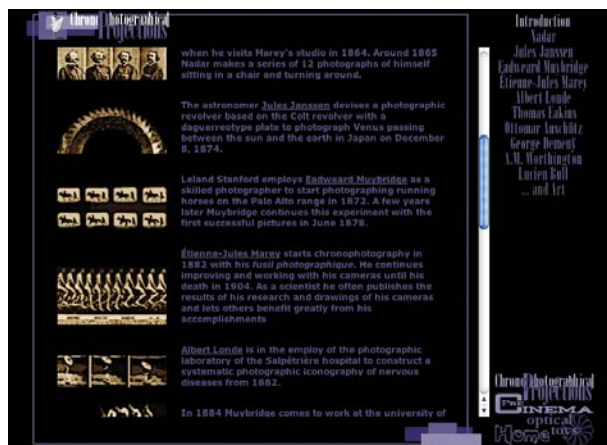 Chrono Photographical
Projections
when he visits Marey's studio in 1864. Around 1865
Nadar makes a series of 12 photographs of himself
sitting in a chair and turning around.
The astronomer Jules Janssen devises a photographic
revolver based on the Colt revolver with a
daguerreotype plate to photograph Venus passing
between the sun and the earth in Japan on December
8, 1874.
Leland Stanford employs Eadweard Muybridge as a
skilled photographer to start photographing running
horses on the Palo Alto range in 1872. A few years
later Muybridge continues this experiment with the
first successful pictures in June 1878.
Étienne-Jules Marey starts chronophotography in
1882 with his fusil photographique. He continues
improving and working with his cameras until his
death in 1904. As a scientist he often publishes the
results of his research and drawings of his cameras
and lets others benefit greatly from his
accomplishments
Albert Londe is in the employ of the photographic
laboratory of the Salpêtrière hospital to construct a
systematic photographic iconography of nervous
diseases from 1882.
In 1884 Muybridge comes to work at the university of
Introduction
Nadar
Jules Janssen
Eadweard Muybridge
Étienne-Jules Marey
Albert Londe
Thomas Eakins
Ottomar Anschütz
George Demeny
A.M. Worthington
Lucien Bull
... and Art
Chrono Photographical
Projections
Pre
CINEMA
optical
toys
Home